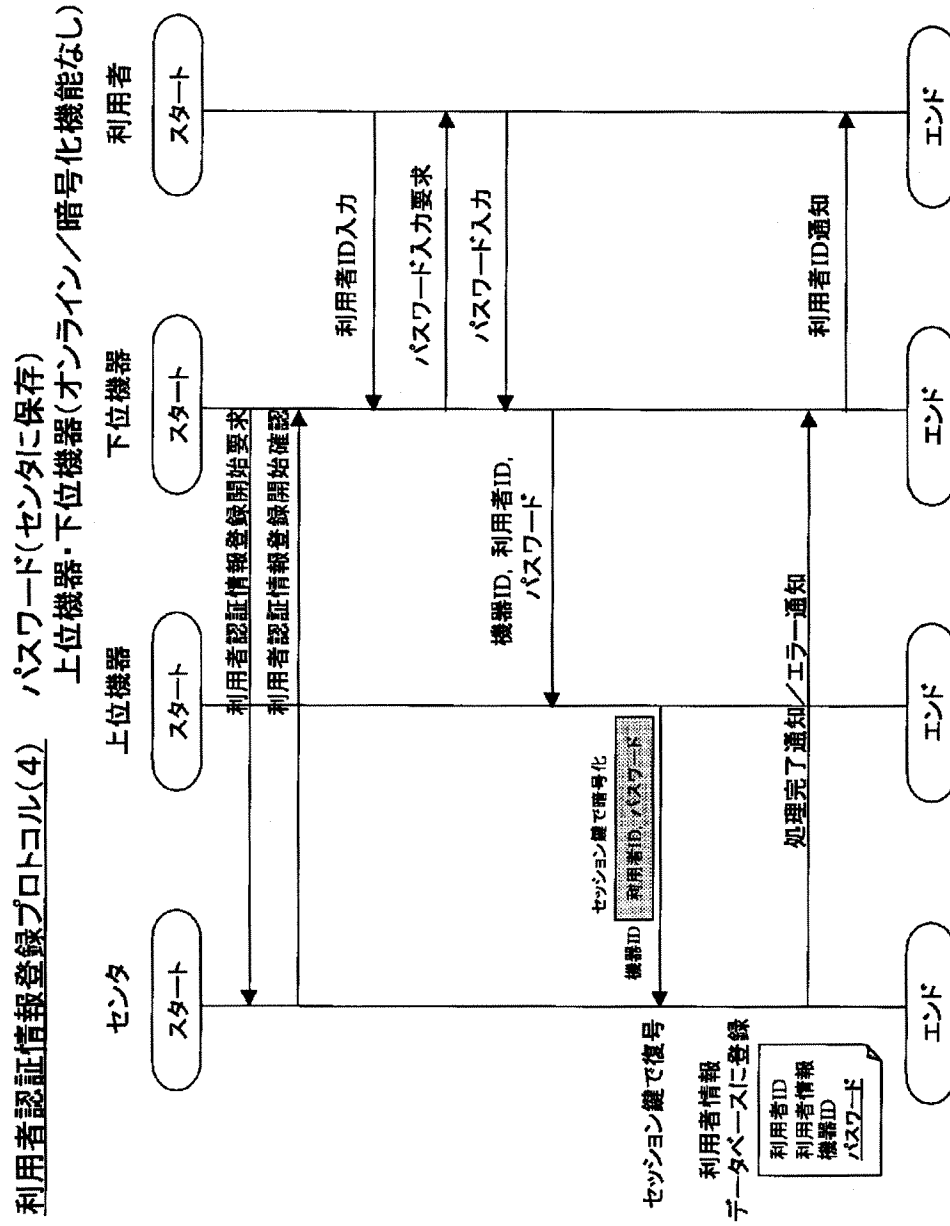 利用者認証情報登録プロトコル(4)
パスワード(センタに保存)
上位機器・下位機器(オンライン／暗号化機能なし)
センタ
上位機器
下位機器
利用者
スタート
スタート
スタート
スタート
利用者認証情報登録開始要求
利用者認証情報登録開始確認
利用者ID入力
パスワード入力要求
パスワード入力
機器ID, 利用者ID,
パスワード
セッション鍵で暗号化
機器ID
利用者ID, パスワード
セッション鍵で復号
利用者情報
データベースに登録
利用者ID
利用者情報
機器ID
パスワード
処理完了通知／エラー通知
利用者ID通知
エンド
エンド
エンド
エンド